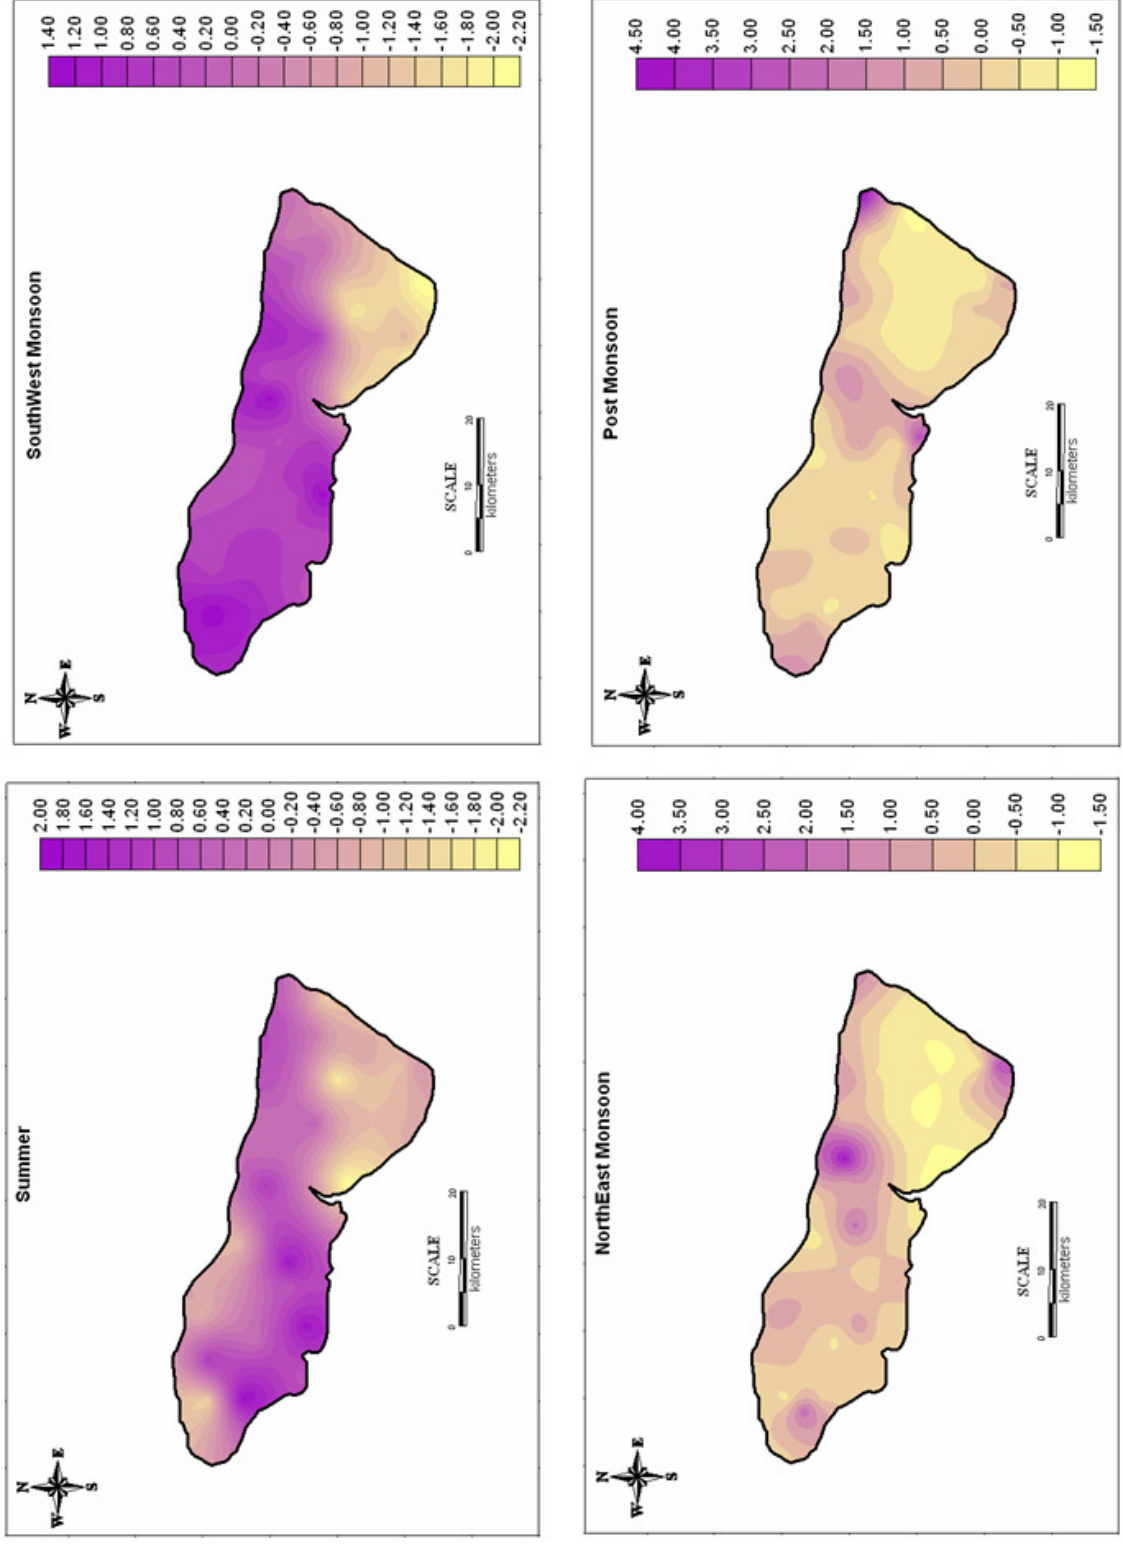 SouthWest Monsoon
N
W
E
S
1.40
1.20
1.00
0.80
0.60
0.40
0.20
0.00
-0.20
-0.40
-0.60
-0.80
-1.00
-1.20
-1.40
-1.60
-1.80
-2.00
-2.20
SCALE
0 10 20
kilometers
Post Monsoon
N
W
E
S
4.50
4.00
3.50
3.00
2.50
2.00
1.50
1.00
0.50
0.00
-0.50
-1.00
-1.50
SCALE
0 10 20
kilometers
Summer
N
W
E
S
2.00
1.80
1.60
1.40
1.20
1.00
0.80
0.60
0.40
0.20
0.00
-0.20
-0.40
-0.60
-0.80
-1.00
-1.20
-1.40
-1.60
-1.80
-2.00
-2.20
SCALE
0 10 20
kilometers
NorthEast Monsoon
N
W
E
S
4.00
3.50
3.00
2.50
2.00
1.50
1.00
0.50
0.00
-0.50
-1.00
-1.50
SCALE
0 10 20
kilometers